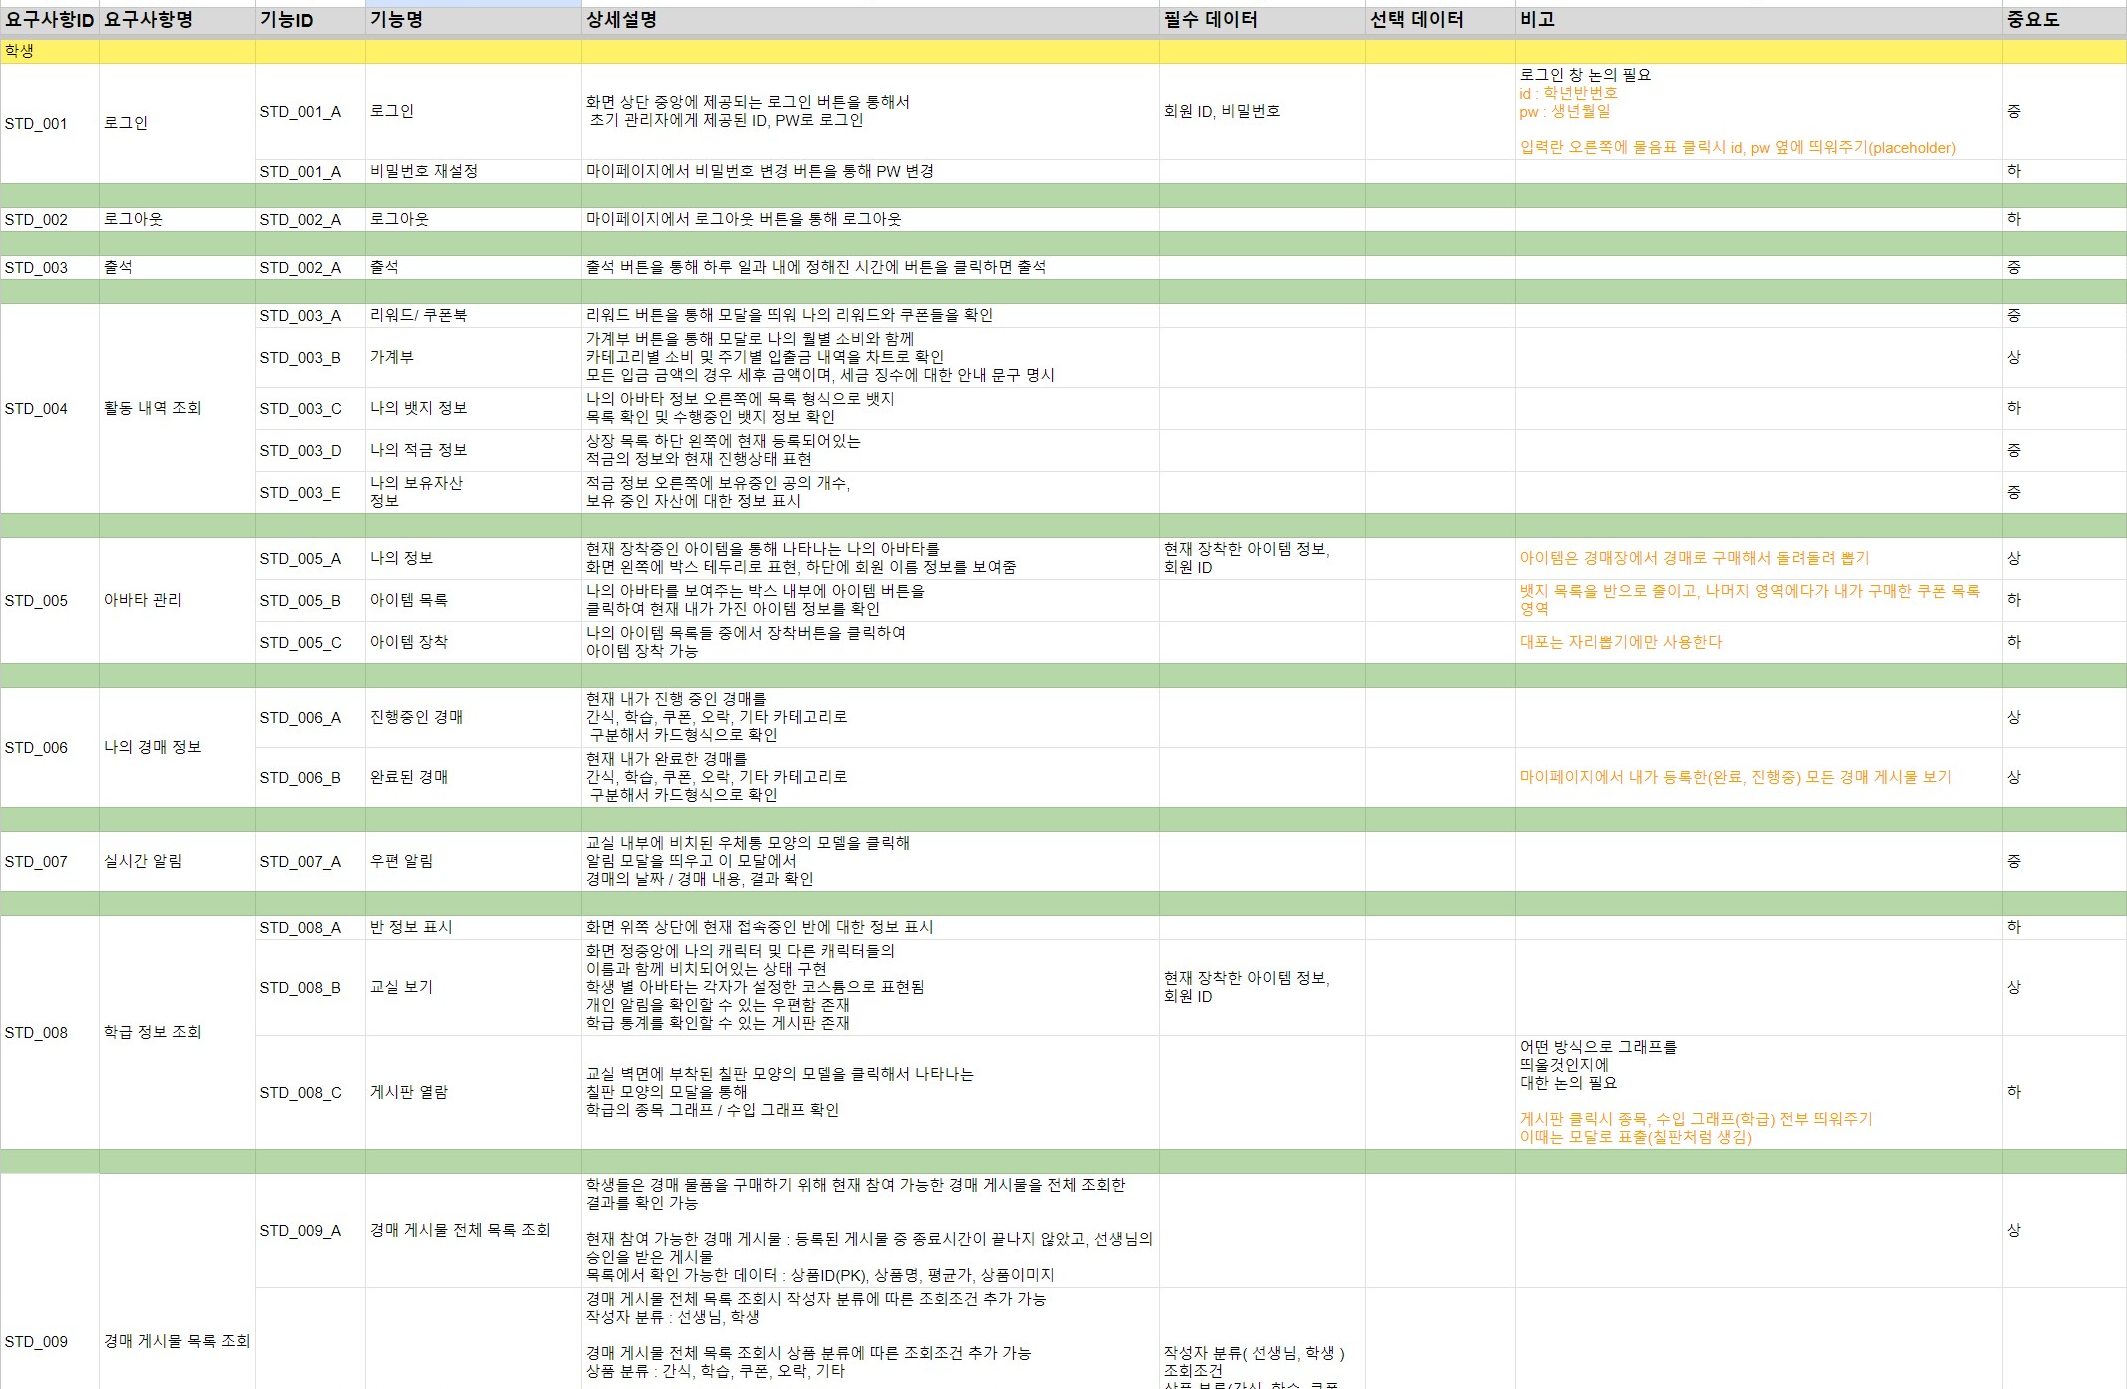 요구사항ID 요구사항명 기능ID 기능명 상세설명 필수 데이터 선택 데이터 비고 중요도
학생
STD_001 로그인
STD_001_A 로그인
화면 상단 중앙에 제공되는 로그인 버튼을 통해서
초기 관리자에게 제공된 ID, PW로 로그인
회원 ID, 비밀번호
로그인 창 논의 필요
id : 학년반번호
pw : 생년월일
입력란 오른쪽에 물음표 클릭시 id, pw 옆에 띄워주기(placeholder)
중
STD_001_A 비밀번호 재설정 마이페이지에서 비밀번호 변경 버튼을 통해 PW 변경 하
STD_002 로그아웃 STD_002_A 로그아웃 마이페이지에서 로그아웃 버튼을 통해 로그아웃 하
STD_003 출석 STD_002_A 출석 출석 버튼을 통해 하루 일과 내에 정해진 시간에 버튼을 클릭하면 출석 중
STD_004 활동 내역 조회
STD_003_A 리워드/ 쿠폰북 리워드 버튼을 통해 모달을 띄워 나의 리워드와 쿠폰들을 확인 중
STD_003_B 가계부
가계부 버튼을 통해 모달로 나의 월별 소비와 함께
카테고리별 소비 및 주기별 입출금 내역을 차트로 확인
모든 입금 금액의 경우 세후 금액이며, 세금 징수에 대한 안내 문구 명시
상
STD_003_C 나의 뱃지 정보
나의 아바타 정보 오른쪽에 목록 형식으로 뱃지
목록 확인 및 수행중인 뱃지 정보 확인
하
STD_003_D 나의 적금 정보
상장 목록 하단 왼쪽에 현재 등록되어있는
적금의 정보와 현재 진행상태 표현
중
STD_003_E
나의 보유자산
정보
적금 정보 오른쪽에 보유중인 공의 개수,
보유 중인 자산에 대한 정보 표시
중
STD_005 아바타 관리
STD_005_A 나의 정보
현재 장착중인 아이템을 통해 나타나는 나의 아바타를
화면 왼쪽에 박스 테두리로 표현, 하단에 회원 이름 정보를 보여줌
현재 장착한 아이템 정보,
회원 ID
아이템은 경매장에서 경매로 구매해서 돌려돌려 뽑기
상
STD_005_B 아이템 목록
나의 아바타를 보여주는 박스 내부에 아이템 버튼을
클릭하여 현재 내가 가진 아이템 정보를 확인
뱃지 목록을 반으로 줄이고, 나머지 영역에다가 내가 구매한 쿠폰 목록
영역
하
STD_005_C 아이템 장착
나의 아이템 목록들 중에서 장착버튼을 클릭하여
아이템 장착 가능
대포는 자리뽑기에만 사용한다
하
STD_006 나의 경매 정보
STD_006_A 진행중인 경매
현재 내가 진행 중인 경매를
간식, 학습, 쿠폰, 오락, 기타 카테고리로
구분해서 카드형식으로 확인
상
STD_006_B 완료된 경매
현재 내가 완료한 경매를
간식, 학습, 쿠폰, 오락, 기타 카테고리로
구분해서 카드형식으로 확인
마이페이지에서 내가 등록한(완료, 진행중) 모든 경매 게시물 보기
상
STD_007 실시간 알림 STD_007_A 우편 알림
교실 내부에 비치된 우체통 모양의 모델을 클릭해
알림 모달을 띄우고 이 모달에서
경매의 날짜 / 경매 내용, 결과 확인
중
STD_008 학급 정보 조회
STD_008_A 반 정보 표시 화면 위쪽 상단에 현재 접속중인 반에 대한 정보 표시 하
STD_008_B 교실 보기
화면 정중앙에 나의 캐릭터 및 다른 캐릭터들의
이름과 함께 비치되어있는 상태 구현
학생 별 아바타는 각자가 설정한 코스튬으로 표현됨
개인 알림을 확인할 수 있는 우편함 존재
학급 통계를 확인할 수 있는 게시판 존재
현재 장착한 아이템 정보,
회원 ID
상
STD_008_C 게시판 열람
교실 벽면에 부착된 칠판 모양의 모델을 클릭해서 나타나는
칠판 모양의 모달을 통해
학급의 종목 그래프 / 수입 그래프 확인
어떤 방식으로 그래프를
띄울것인지에
대한 논의 필요
게시판 클릭시 종목, 수입 그래프(학급) 전부 띄워주기
이때는 모달로 표출(칠판처럼 생김)
하
STD_009 경매 게시물 목록 조회
STD_009_A 경매 게시물 전체 목록 조회
학생들은 경매 물품을 구매하기 위해 현재 참여 가능한 경매 게시물을 전체 조회한
결과를 확인 가능
현재 참여 가능한 경매 게시물 : 등록된 게시물 중 종료시간이 끝나지 않았고, 선생님의
승인을 받은 게시물
목록에서 확인 가능한 데이터 : 상품ID(PK), 상품명, 평균가, 상품이미지
상
경매 게시물 전체 목록 조회시 작성자 분류에 따른 조회조건 추가 가능
작성자 분류 : 선생님, 학생
경매 게시물 전체 목록 조회시 상품 분류에 따른 조회조건 추가 가능
상품 분류 : 간식, 학습, 쿠폰, 오락, 기타
작성자 분류( 선생님, 학생 )
조회조건